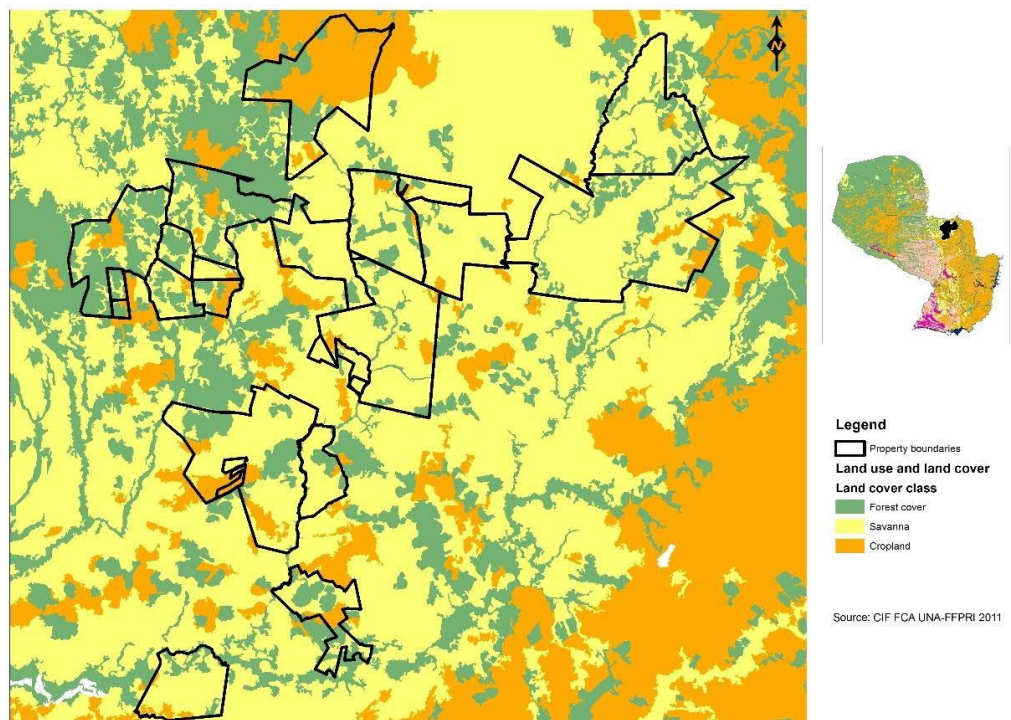 N
Legend
Property boundaries
Land use and land cover
Land cover class
Forest cover
Savanna
Cropland
Source: CIF FCA UNA-FFPRI 2011